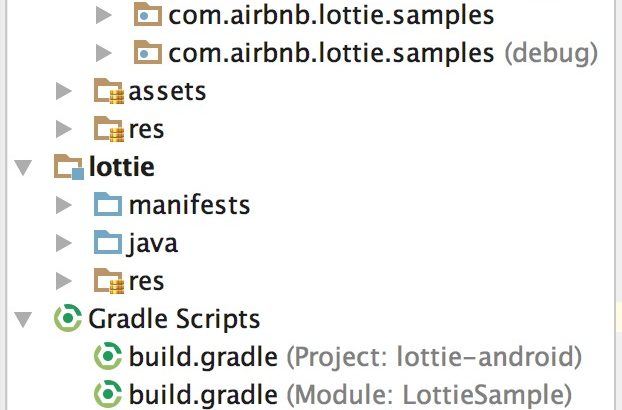 com.airbnb.lottie.samples
com.airbnb.lottie.samples (debug)
assets
res
lottie
manifests
java
res
Gradle Scripts
build.gradle (Project: lottie-android)
build.gradle (Module: LottieSample)